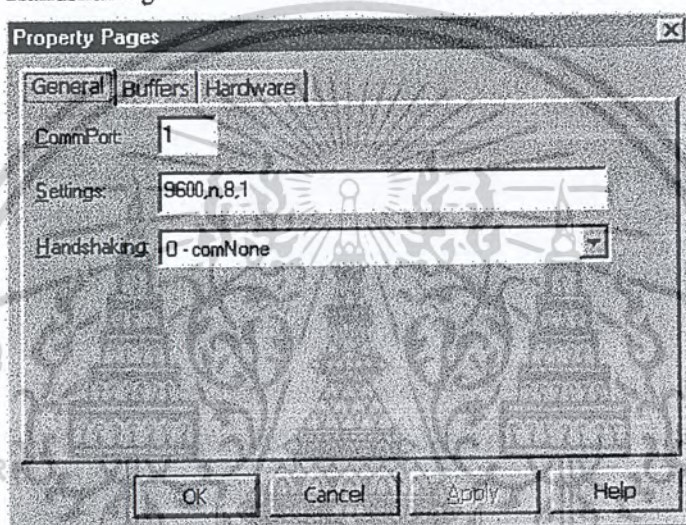 Property Pages
General Buffers Hardware
CommPort: 1
Settings: 9600,n,8,1
Handshaking: 0 - comNone
OK Cancel Apply Help